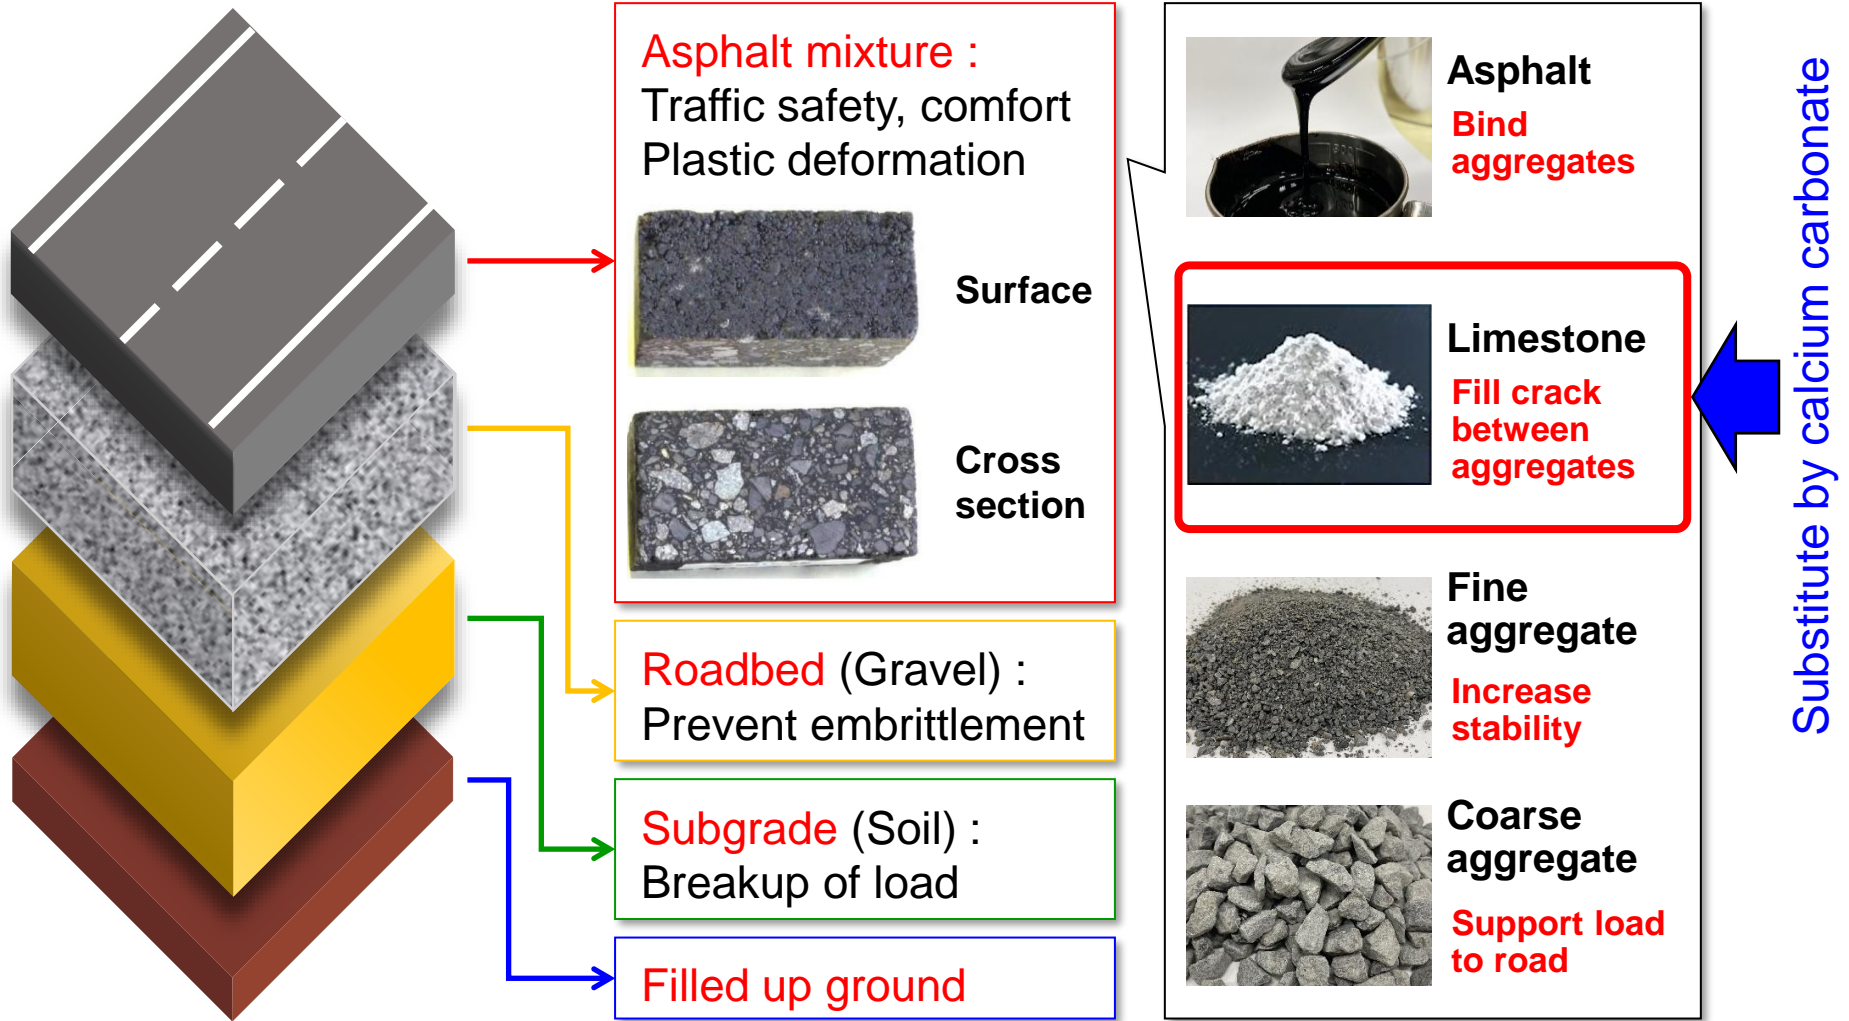 Asphalt mixture :
Traffic safety, comfort
Plastic deformation
Surface
Cross
section
Roadbed (Gravel) :
Prevent embrittlement
Subgrade (Soil) :
Breakup of load
Filled up ground
Asphalt
Bind
aggregates
Limestone
Fill crack
between
aggregates
Fine
aggregate
Increase
stability
Coarse
aggregate
Support load
to road
Substitute by calcium carbonate